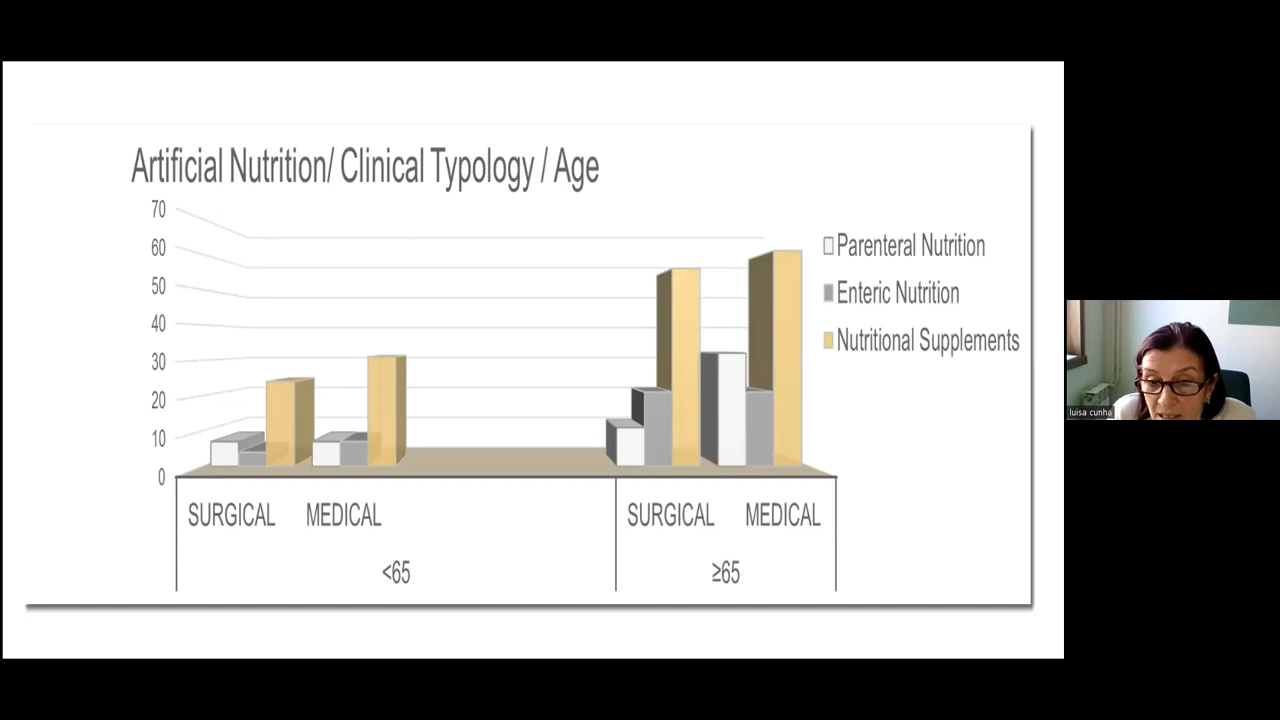 Artificial Nutrition/ Clinical Typology / Age
70
60
50
40
30
20
10
0
Parenteral Nutrition
Enteric Nutrition
Nutritional Supplements
SURGICAL MEDICAL SURGICAL MEDICAL
<65 ≥65
luisa cunha